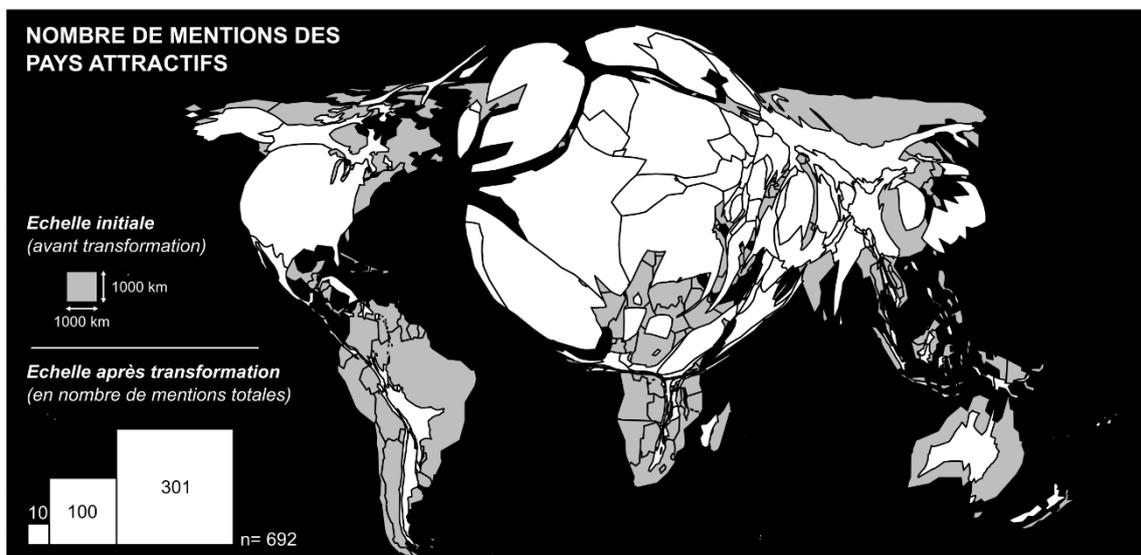 NOMBRE DE MENTIONS DES
PAYS ATTRACTIFS
Echelle initiale
(avant transformation)
1000 km
1000 km
Echelle après transformation
(en nombre de mentions totales)
10
100
301
n= 692